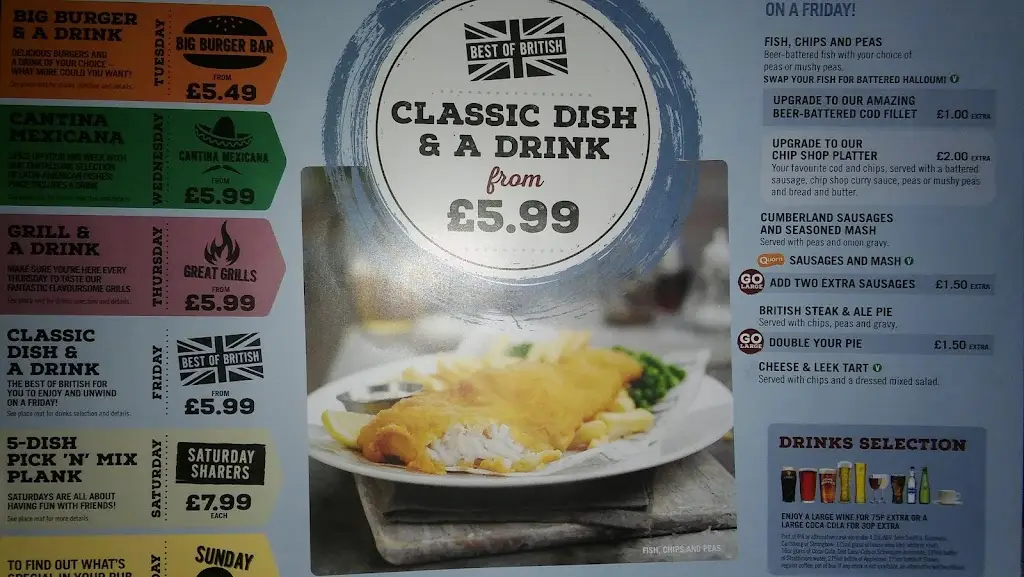 BIG BURGER
& A DRINK
DELICIOUS BURGERS AND
A DRINK OF YOUR CHOICE –
WHAT MORE COULD YOU WANT?
TUESDAY
BIG BURGER BAR
FROM
£5.49
CANTINA
MEXICANA
WEDNESDAY
CANTINA MEXICANA
FROM
£5.99
GRILL &
A DRINK
MAKE SURE YOU'RE HERE EVERY
THURSDAY TO TASTE OUR
FANTASTIC FLAVOURSOME GRILLS
See place mat for drinks selection and details.
THURSDAY
GREAT GRILLS
FROM
£5.99
CLASSIC
DISH &
A DRINK
THE BEST OF BRITISH FOR
YOU TO ENJOY AND UNWIND
ON A FRIDAY!
See place mat for drinks selection and details.
FRIDAY
BEST OF BRITISH
FROM
£5.99
5-DISH
PICK 'N' MIX
PLANK
SATURDAYS ARE ALL ABOUT
HAVING FUN WITH FRIENDS!
See place mat for more details.
SATURDAY
SATURDAY
SHARERS
£7.99
EACH
TO FIND OUT WHAT'S
SPECIAL IN YOUR PUB
SUNDAY
BEST OF BRITISH
CLASSIC DISH
& A DRINK
from
£5.99
FISH, CHIPS AND PEAS
ON A FRIDAY!
FISH, CHIPS AND PEAS
Beer-battered fish with your choice of
peas or mushy peas.
SWAP YOUR FISH FOR BATTERED HALLOUMI V
UPGRADE TO OUR AMAZING
BEER-BATTERED COD FILLET £1.00 EXTRA
UPGRADE TO OUR
CHIP SHOP PLATTER £2.00 EXTRA
Your favourite cod and chips, served with a battered
sausage, chip shop curry sauce, peas or mushy peas
and bread and butter.
CUMBERLAND SAUSAGES
AND SEASONED MASH
Served with peas and onion gravy.
Quorn SAUSAGES AND MASH V
GO LARGE ADD TWO EXTRA SAUSAGES £1.50 EXTRA
BRITISH STEAK & ALE PIE
Served with chips, peas and gravy.
GO LARGE DOUBLE YOUR PIE £1.50 EXTRA
CHEESE & LEEK TART V
Served with chips and a dressed mixed salad.
DRINKS SELECTION
ENJOY A LARGE WINE FOR 75P EXTRA OR A
LARGE COCA COLA FOR 30P EXTRA